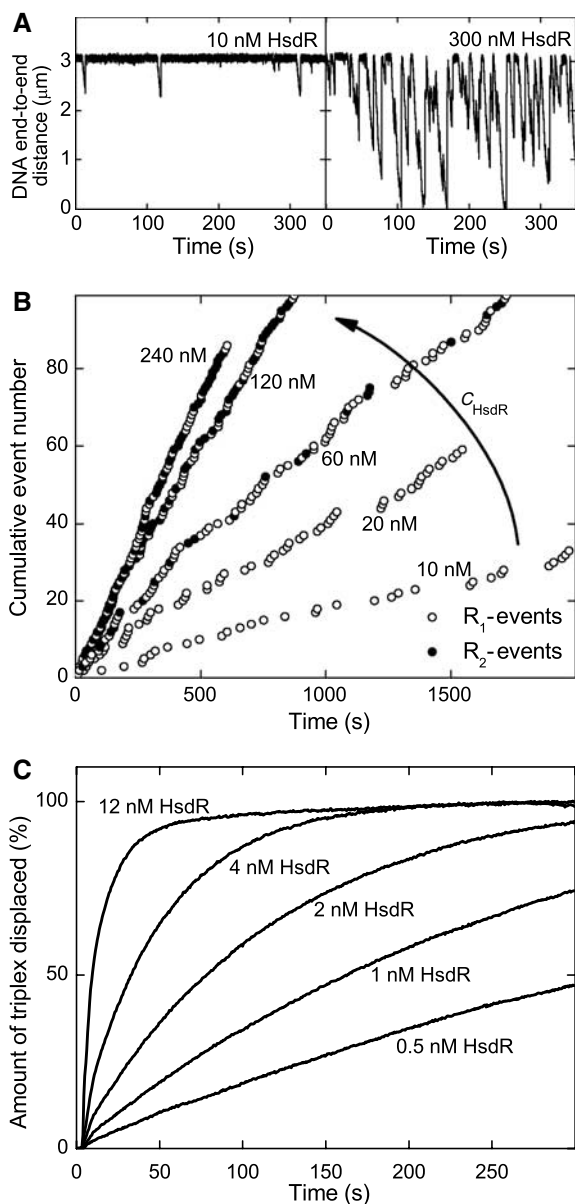 A
10 nM HsdR
300 nM HsdR
DNA end-to-end
distance (μm)
3
2
1
0
0 100 200 300 0 100 200 300
Time (s)
Time (s)
B
240 nM
120 nM
60 nM
20 nM
10 nM
CHsdR
R1-events
R2-events
Cumulative event number
80
60
40
20
0
0 500 1000 1500
Time (s)
C
12 nM HsdR
4 nM HsdR
2 nM HsdR
1 nM HsdR
0.5 nM HsdR
Amount of triplex displaced (%)
100
50
0
0 50 100 150 200 250
Time (s)